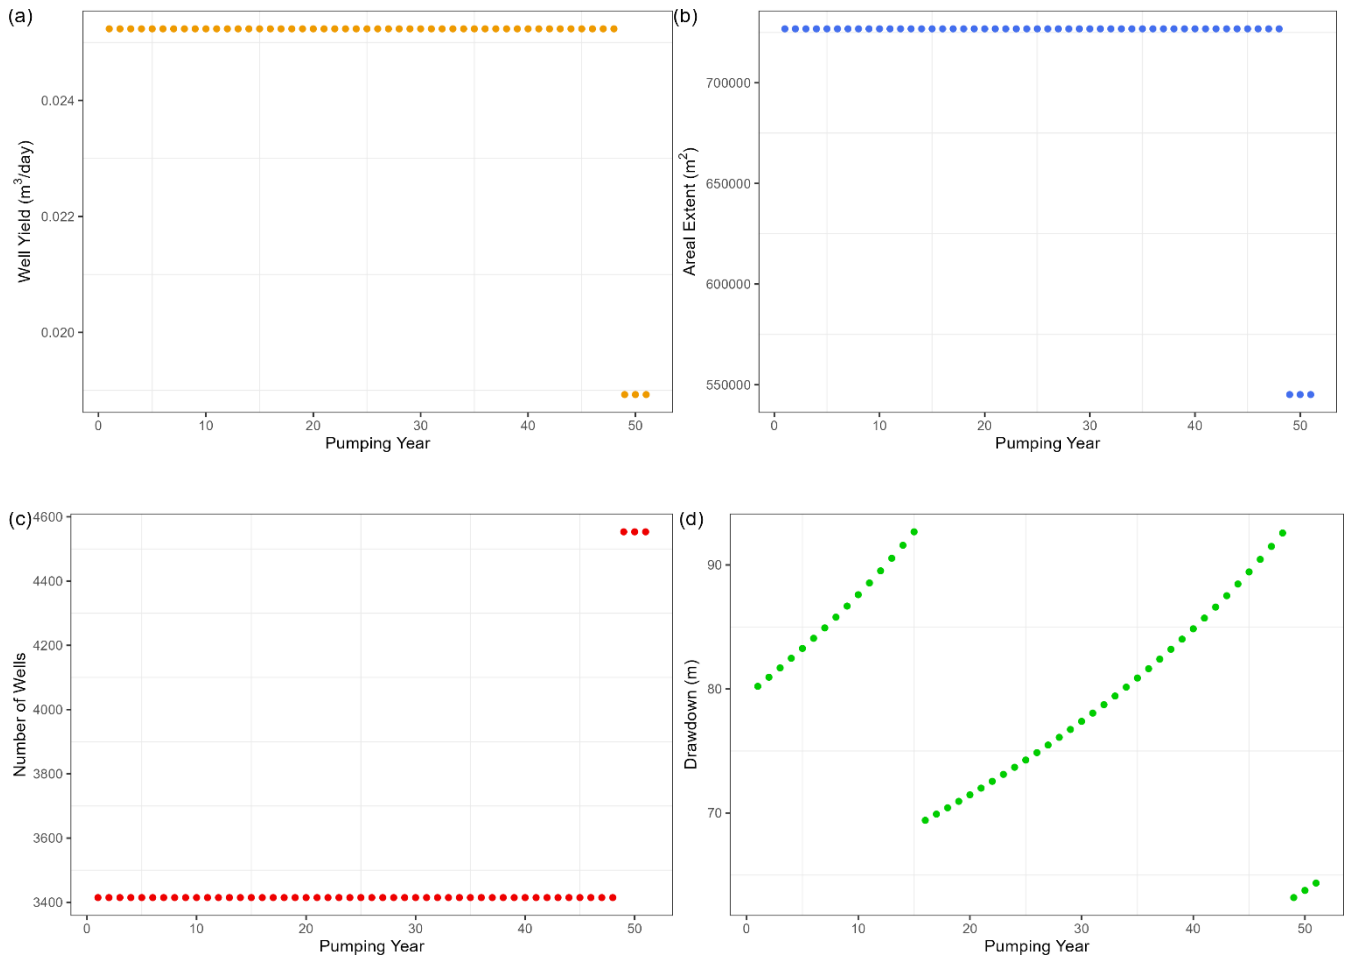 (a)
Well Yield (m³/day)
0.024
0.022
0.020
0 10 20 30 40 50
Pumping Year
(b)
Areal Extent (m²)
700000
650000
600000
550000
0 10 20 30 40 50
Pumping Year
(c)
Number of Wells
4600
4400
4200
4000
3800
3600
3400
0 10 20 30 40 50
Pumping Year
(d)
Drawdown (m)
90
80
70
0 10 20 30 40 50
Pumping Year